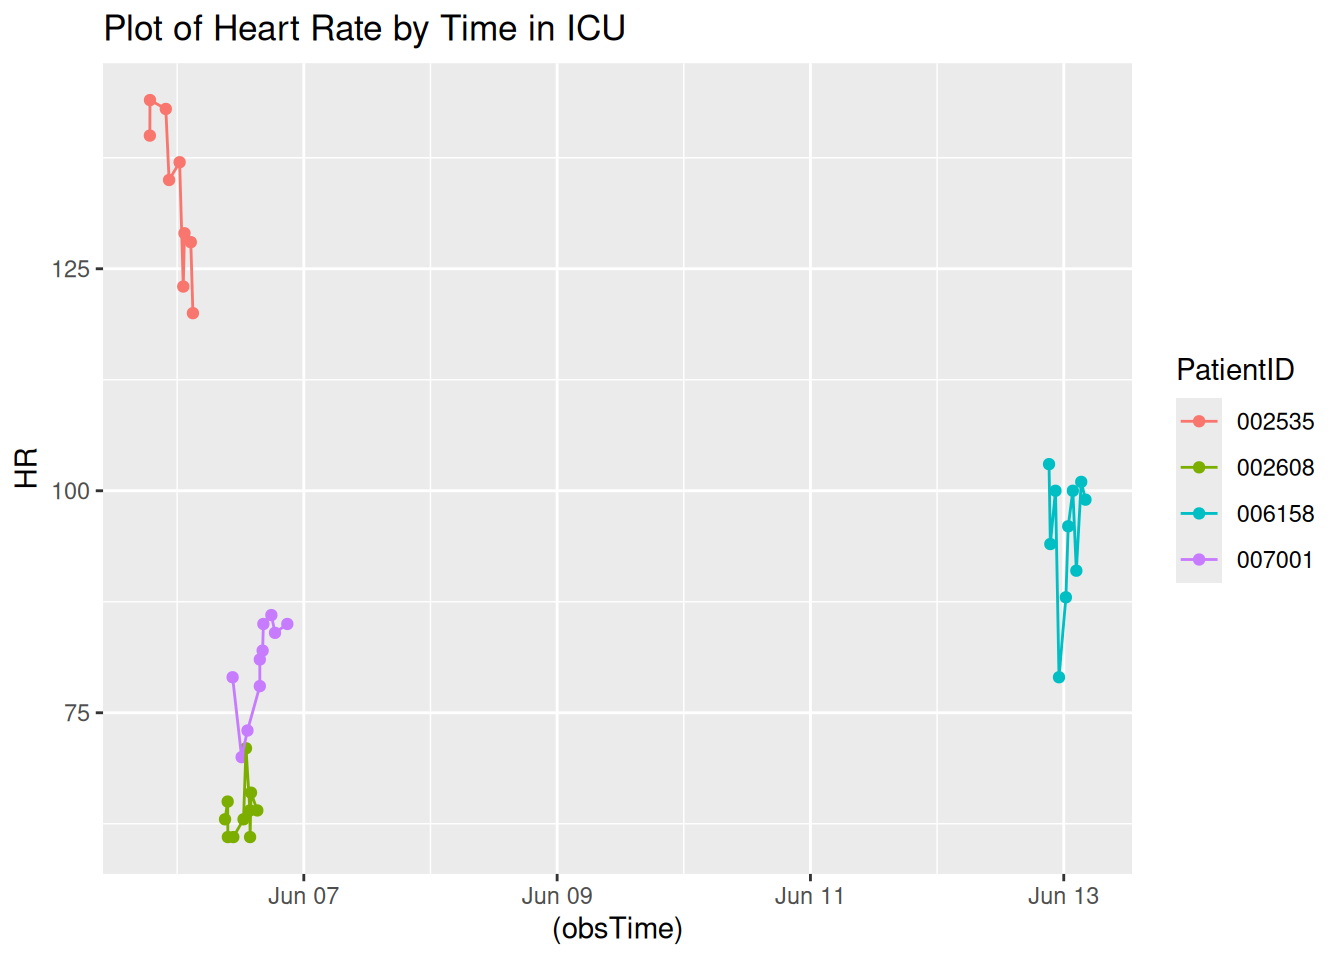 Plot of Heart Rate by Time in ICU
HR
125
100
75
Jun 07
Jun 09
Jun 11
Jun 13
(obsTime)
PatientID
002535
002608
006158
007001